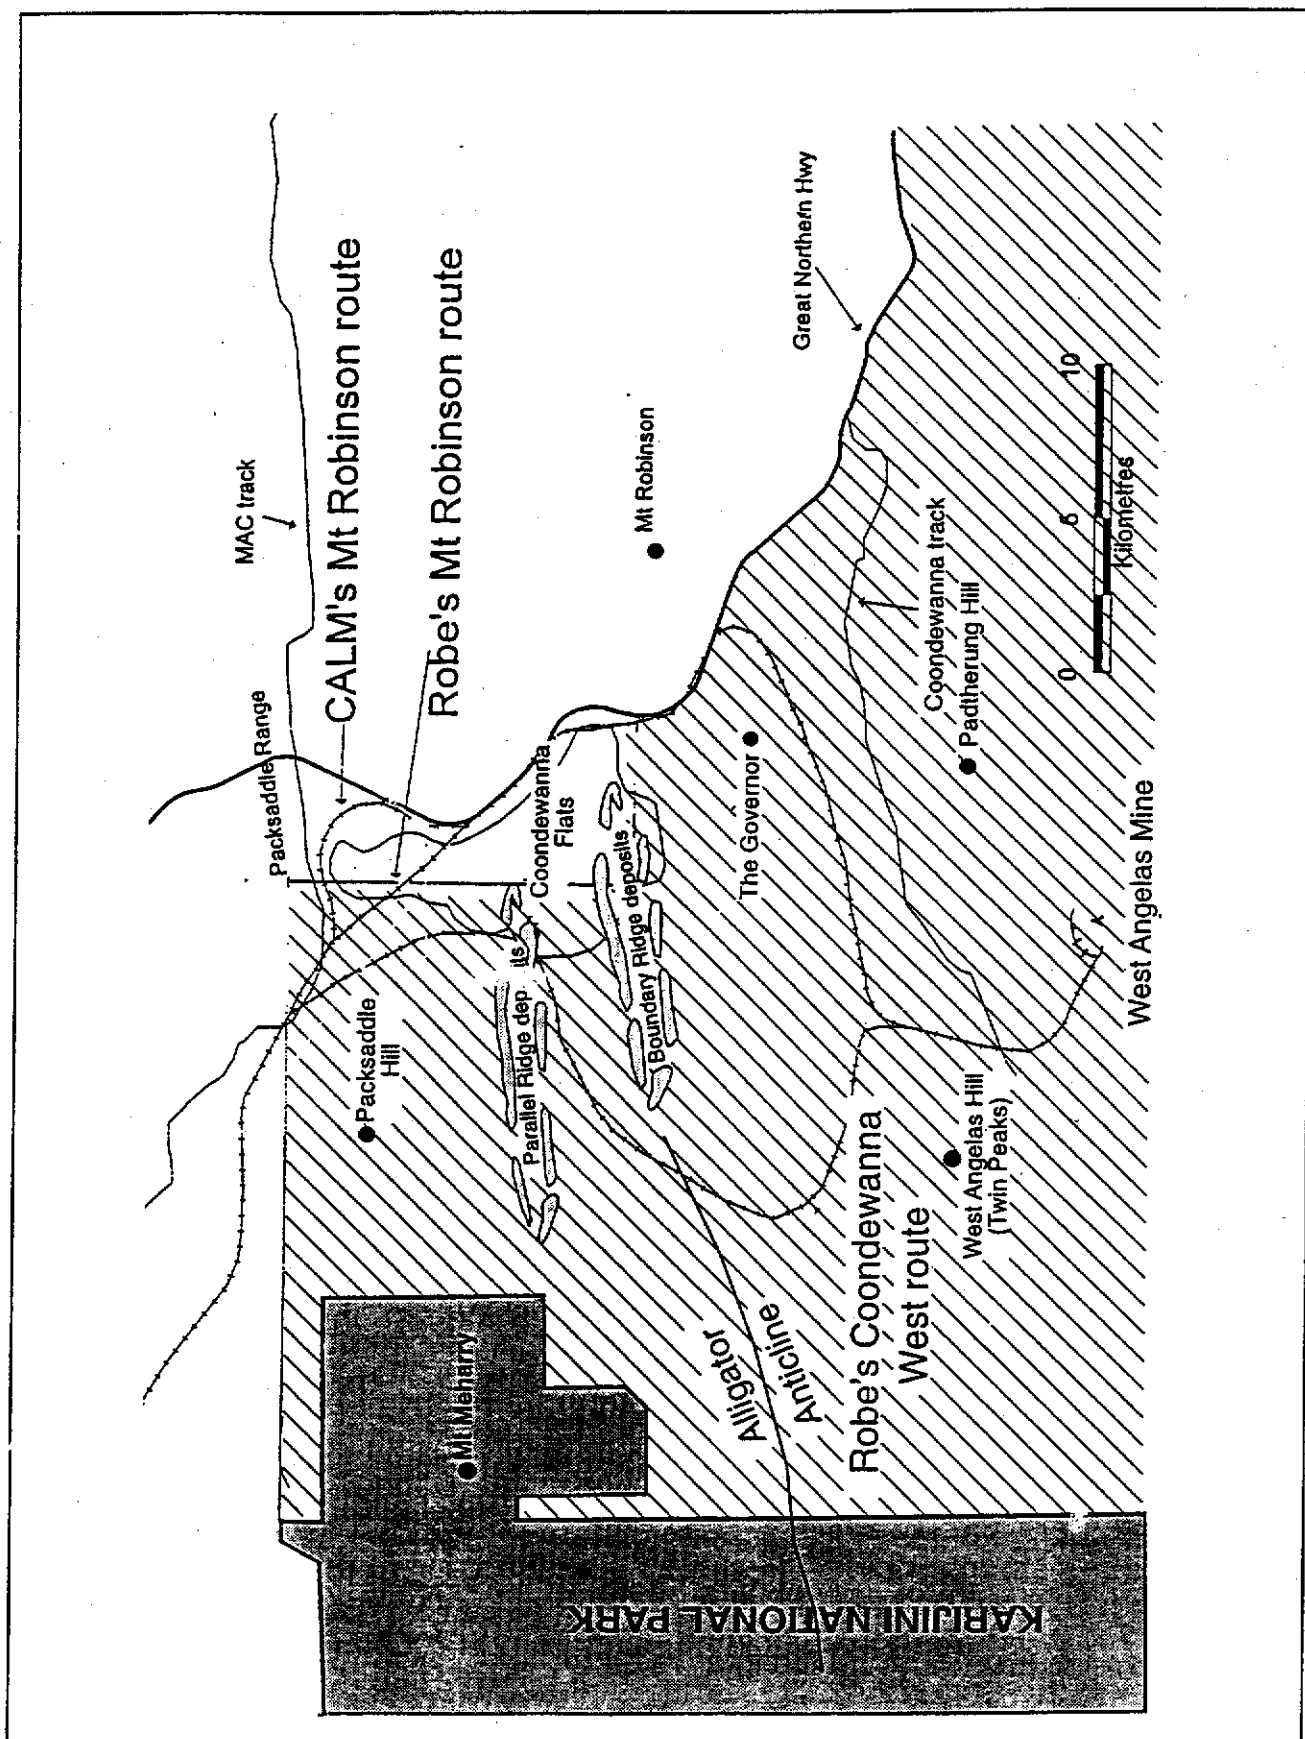 MAC track
CALM's Mt Robinson route
Robe's Mt Robinson route
Packsaddle Range
Great Northern Hwy
Mt Robinson
Coondewanna
Flats
Packsaddle
Hill
Parallel Ridge dep
its
Boundary Ridge deposits
The Governor
Coondewanna track
Padtherung Hill
0
5
10
Kilometres
West Angelas Mine
West Angelas Hill
(Twin Peaks)
Robe's Coondewanna
West route
Alligator
Anticline
Mt Meharry
KARIJINI NATIONAL PARK